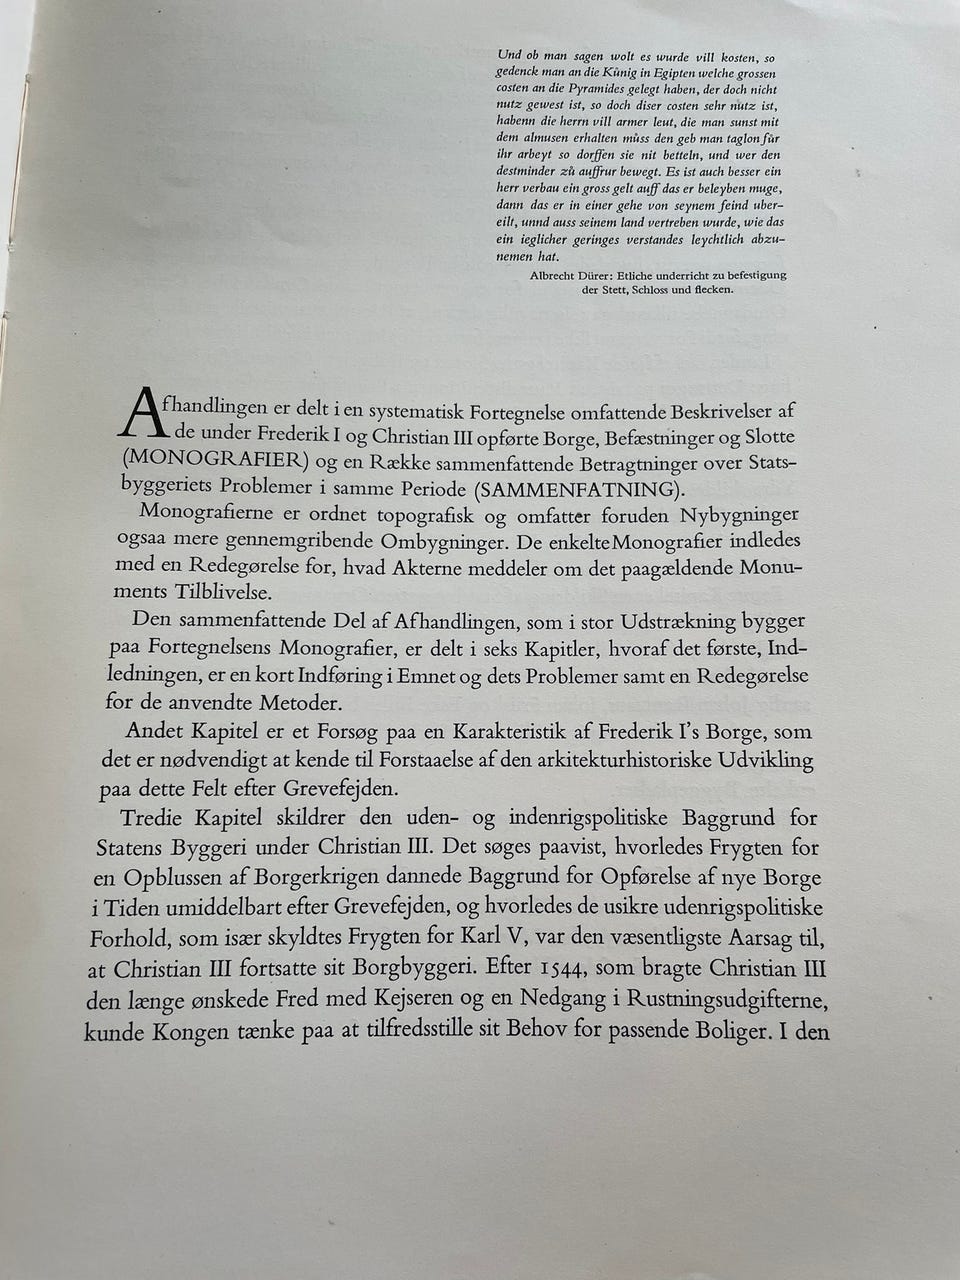 Und ob man sagen wolt es wurde vill kosten, so
gedenck man an die Kůnig in Egipten welche grossen
costen an die Pyramides gelegt haben, der doch nicht
nutz gewest ist, so doch diser costen sehr nůtz ist,
habenn die herrn vill armer leut, die man sunst mit
dem almusen erhalten můss den geb man taglon fůr
ihr arbeyt so dorffen sie nit betteln, und wer den
destminder zů auffrur bewegt. Es ist auch besser ein
herr verbau ein gross gelt auff das er beleyben muge,
dann das er in einer gehe von seynem feind uber-
eilt, unnd auss seinem land vertreben wurde, wie das
ein ieglicher geringes verstandes leychtlich abzu-
nemen hat.
Albrecht Dürer: Etliche underricht zu befestigung
der Stett, Schloss und flecken.
Afhandlingen er delt i en systematisk Fortegnelse omfattende Beskrivelser af
de under Frederik I og Christian III opførte Borge, Befæstninger og Slotte
(MONOGRAFIER) og en Række sammenfattende Betragtninger over Stats-
byggeriets Problemer i samme Periode (SAMMENFATNING).
Monografierne er ordnet topografisk og omfatter foruden Nybygninger
ogsaa mere gennemgribende Ombygninger. De enkelte Monografier indledes
med en Redegørelse for, hvad Akterne meddeler om det paagældende Monu-
ments Tilblivelse.
Den sammenfattende Del af Afhandlingen, som i stor Udstrækning bygger
paa Fortegnelsens Monografier, er delt i seks Kapitler, hvoraf det første, Ind-
ledningen, er en kort Indføring i Emnet og dets Problemer samt en Redegørelse
for de anvendte Metoder.
Andet Kapitel er et Forsøg paa en Karakteristik af Frederik I's Borge, som
det er nødvendigt at kende til Forstaaelse af den arkitekturhistoriske Udvikling
paa dette Felt efter Grevefejden.
Tredie Kapitel skildrer den uden- og indenrigspolitiske Baggrund for
Statens Byggeri under Christian III. Det søges paavist, hvorledes Frygten for
en Opblussen af Borgerkrigen dannede Baggrund for Opførelse af nye Borge
i Tiden umiddelbart efter Grevefejden, og hvorledes de usikre udenrigspolitiske
Forhold, som især skyldtes Frygten for Karl V, var den væsentligste Aarsag til,
at Christian III fortsatte sit Borgbyggeri. Efter 1544, som bragte Christian III
den længe ønskede Fred med Kejseren og en Nedgang i Rustningsudgifterne,
kunde Kongen tænke paa at tilfredsstille sit Behov for passende Boliger. I den